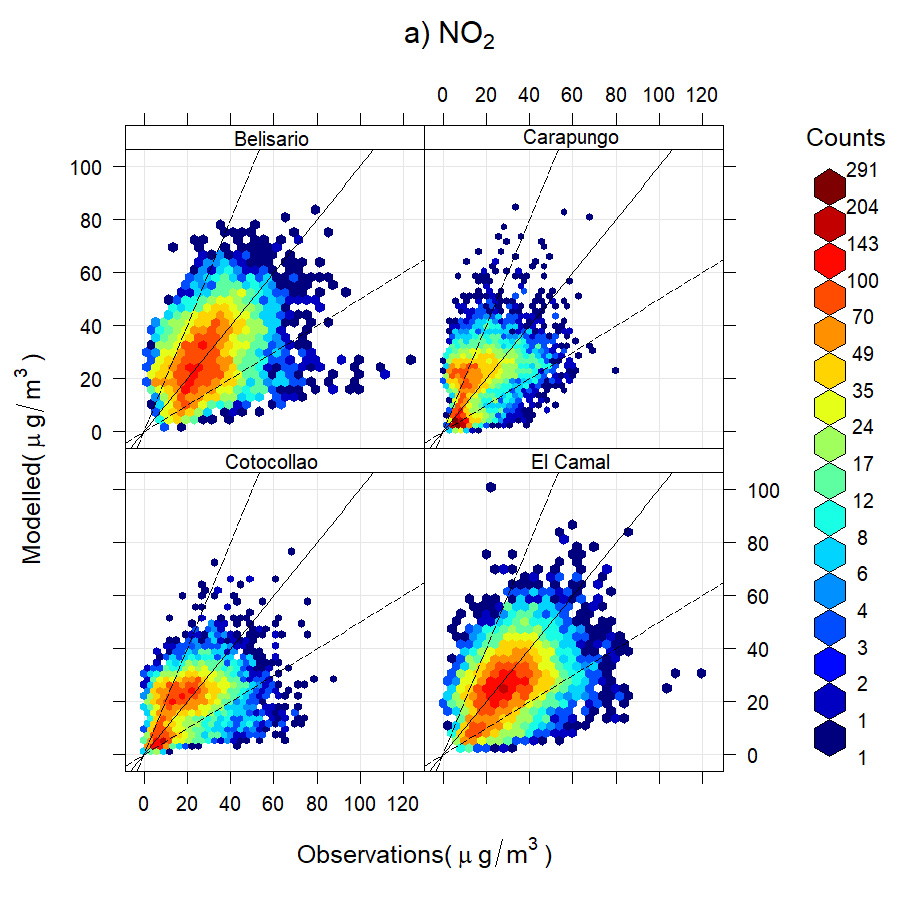 a) NO2
0 20 40 60 80 100 120
Belisario
Carapungo
Counts
291
204
143
100
70
49
35
24
17
12
8
6
4
3
2
1
1
100
80
60
40
20
0
Modelled( μ g/m3 )
Cotocollao
El Camal
100
80
60
40
20
0
0 20 40 60 80 100 120
Observations( μ g/m3 )